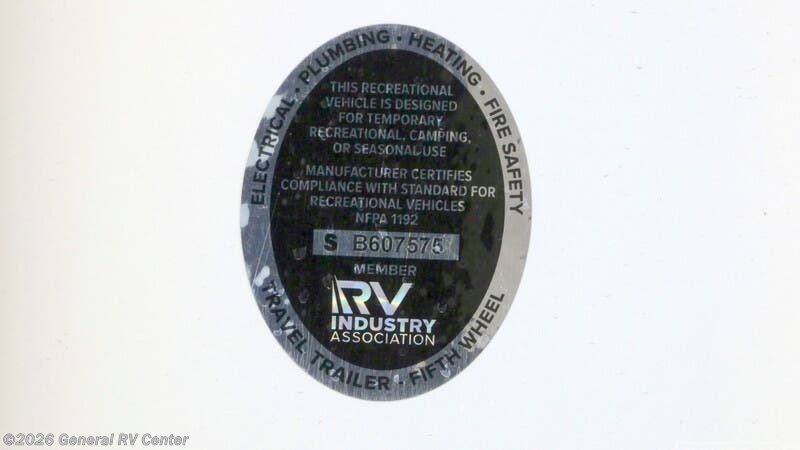 ELECTRICAL · PLUMBING · HEATING · FIRE SAFETY
THIS RECREATIONAL
VEHICLE IS DESIGNED
FOR TEMPORARY
RECREATIONAL, CAMPING,
OR SEASONAL USE
MANUFACTURER CERTIFIES
COMPLIANCE WITH STANDARD FOR
RECREATIONAL VEHICLES
NFPA 1192
S B607575
MEMBER
RV
INDUSTRY
ASSOCIATION
TRAVEL TRAILER - FIFTH WHEEL
©2026 General RV Center